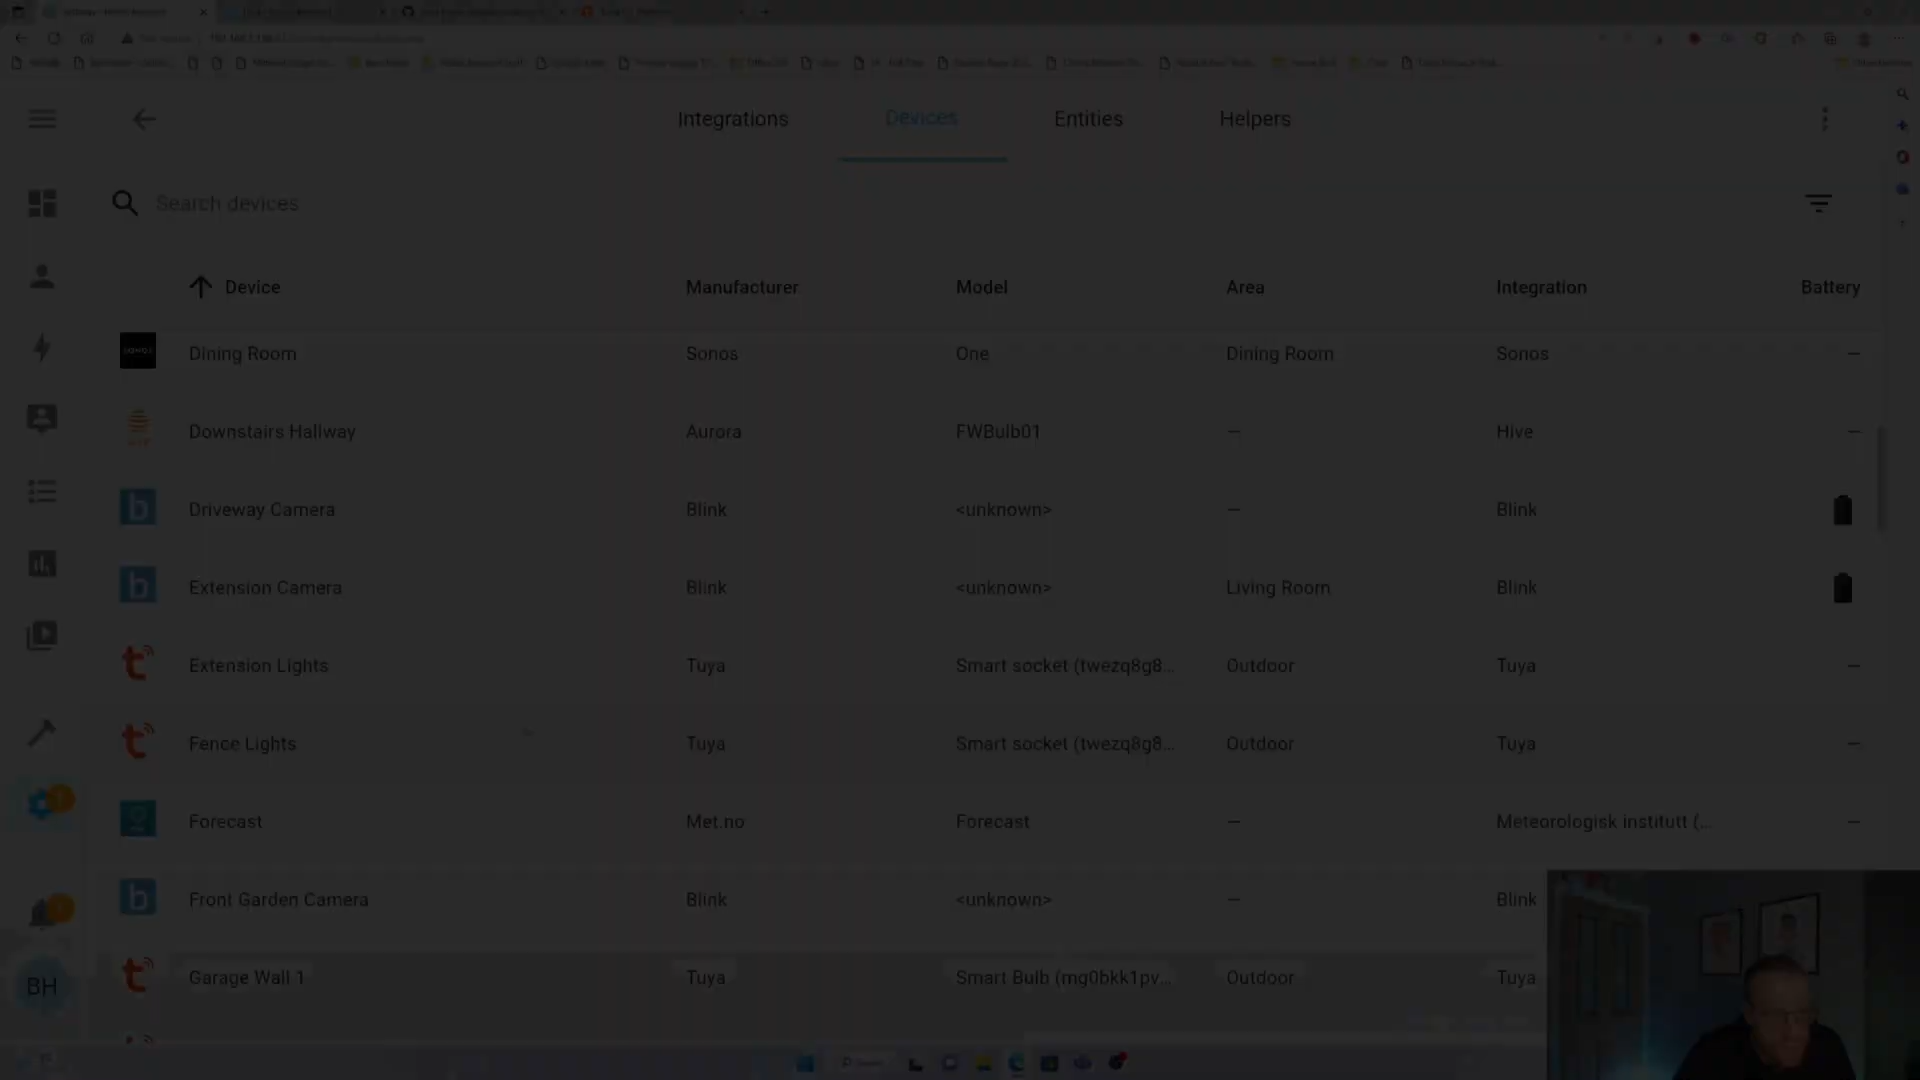 Integrations Devices Entities Helpers
Search devices
Device Manufacturer Model Area Integration Battery
Dining Room Sonos One Dining Room Sonos —
Downstairs Hallway Aurora FWBulb01 — Hive —
Driveway Camera Blink <unknown> — Blink
Extension Camera Blink <unknown> Living Room Blink
Extension Lights Tuya Smart socket (twezq8g8... Outdoor Tuya —
Fence Lights Tuya Smart socket (twezq8g8... Outdoor Tuya —
Forecast Met.no Forecast — Meteorologisk institutt (... —
Front Garden Camera Blink <unknown> — Blink
Garage Wall 1 Tuya Smart Bulb (mg0bkk1pv... Outdoor Tuya
BH